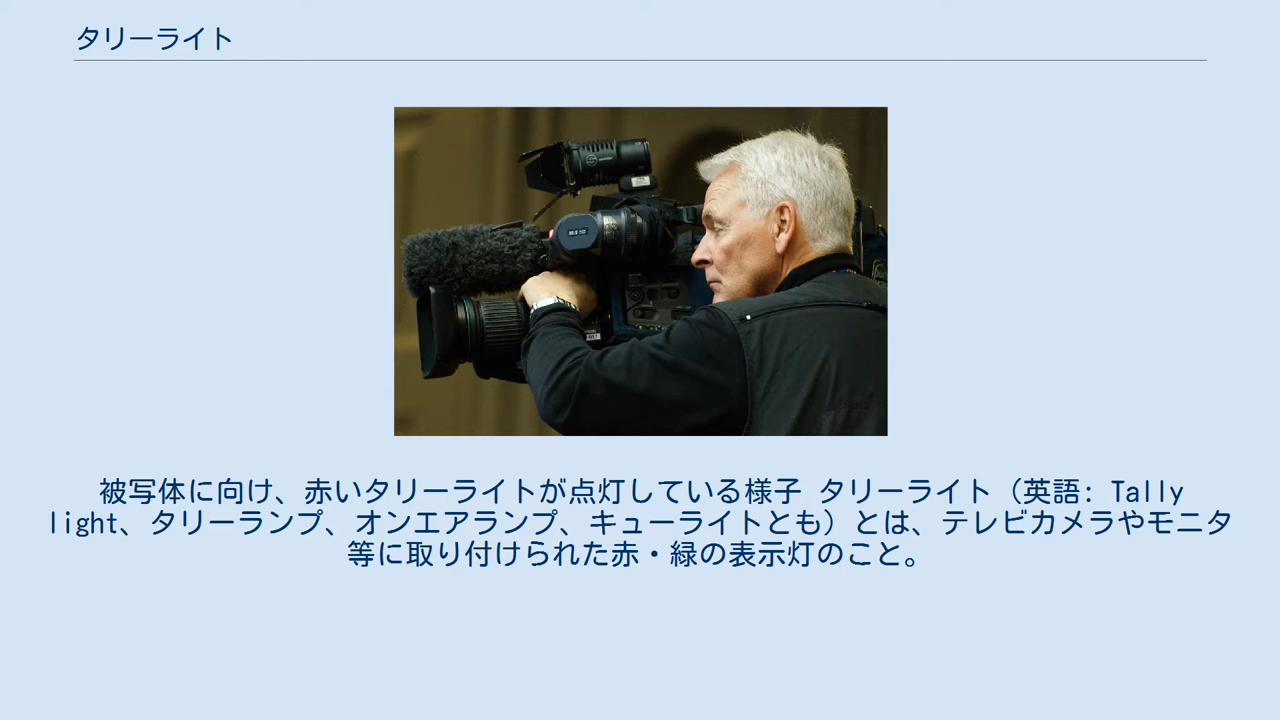 タリーライト
被写体に向け、赤いタリーライトが点灯している様子 タリーライト（英語: Tally
light、タリーランプ、オンエアランプ、キューライトとも）とは、テレビカメラやモニタ
等に取り付けられた赤・緑の表示灯のこと。